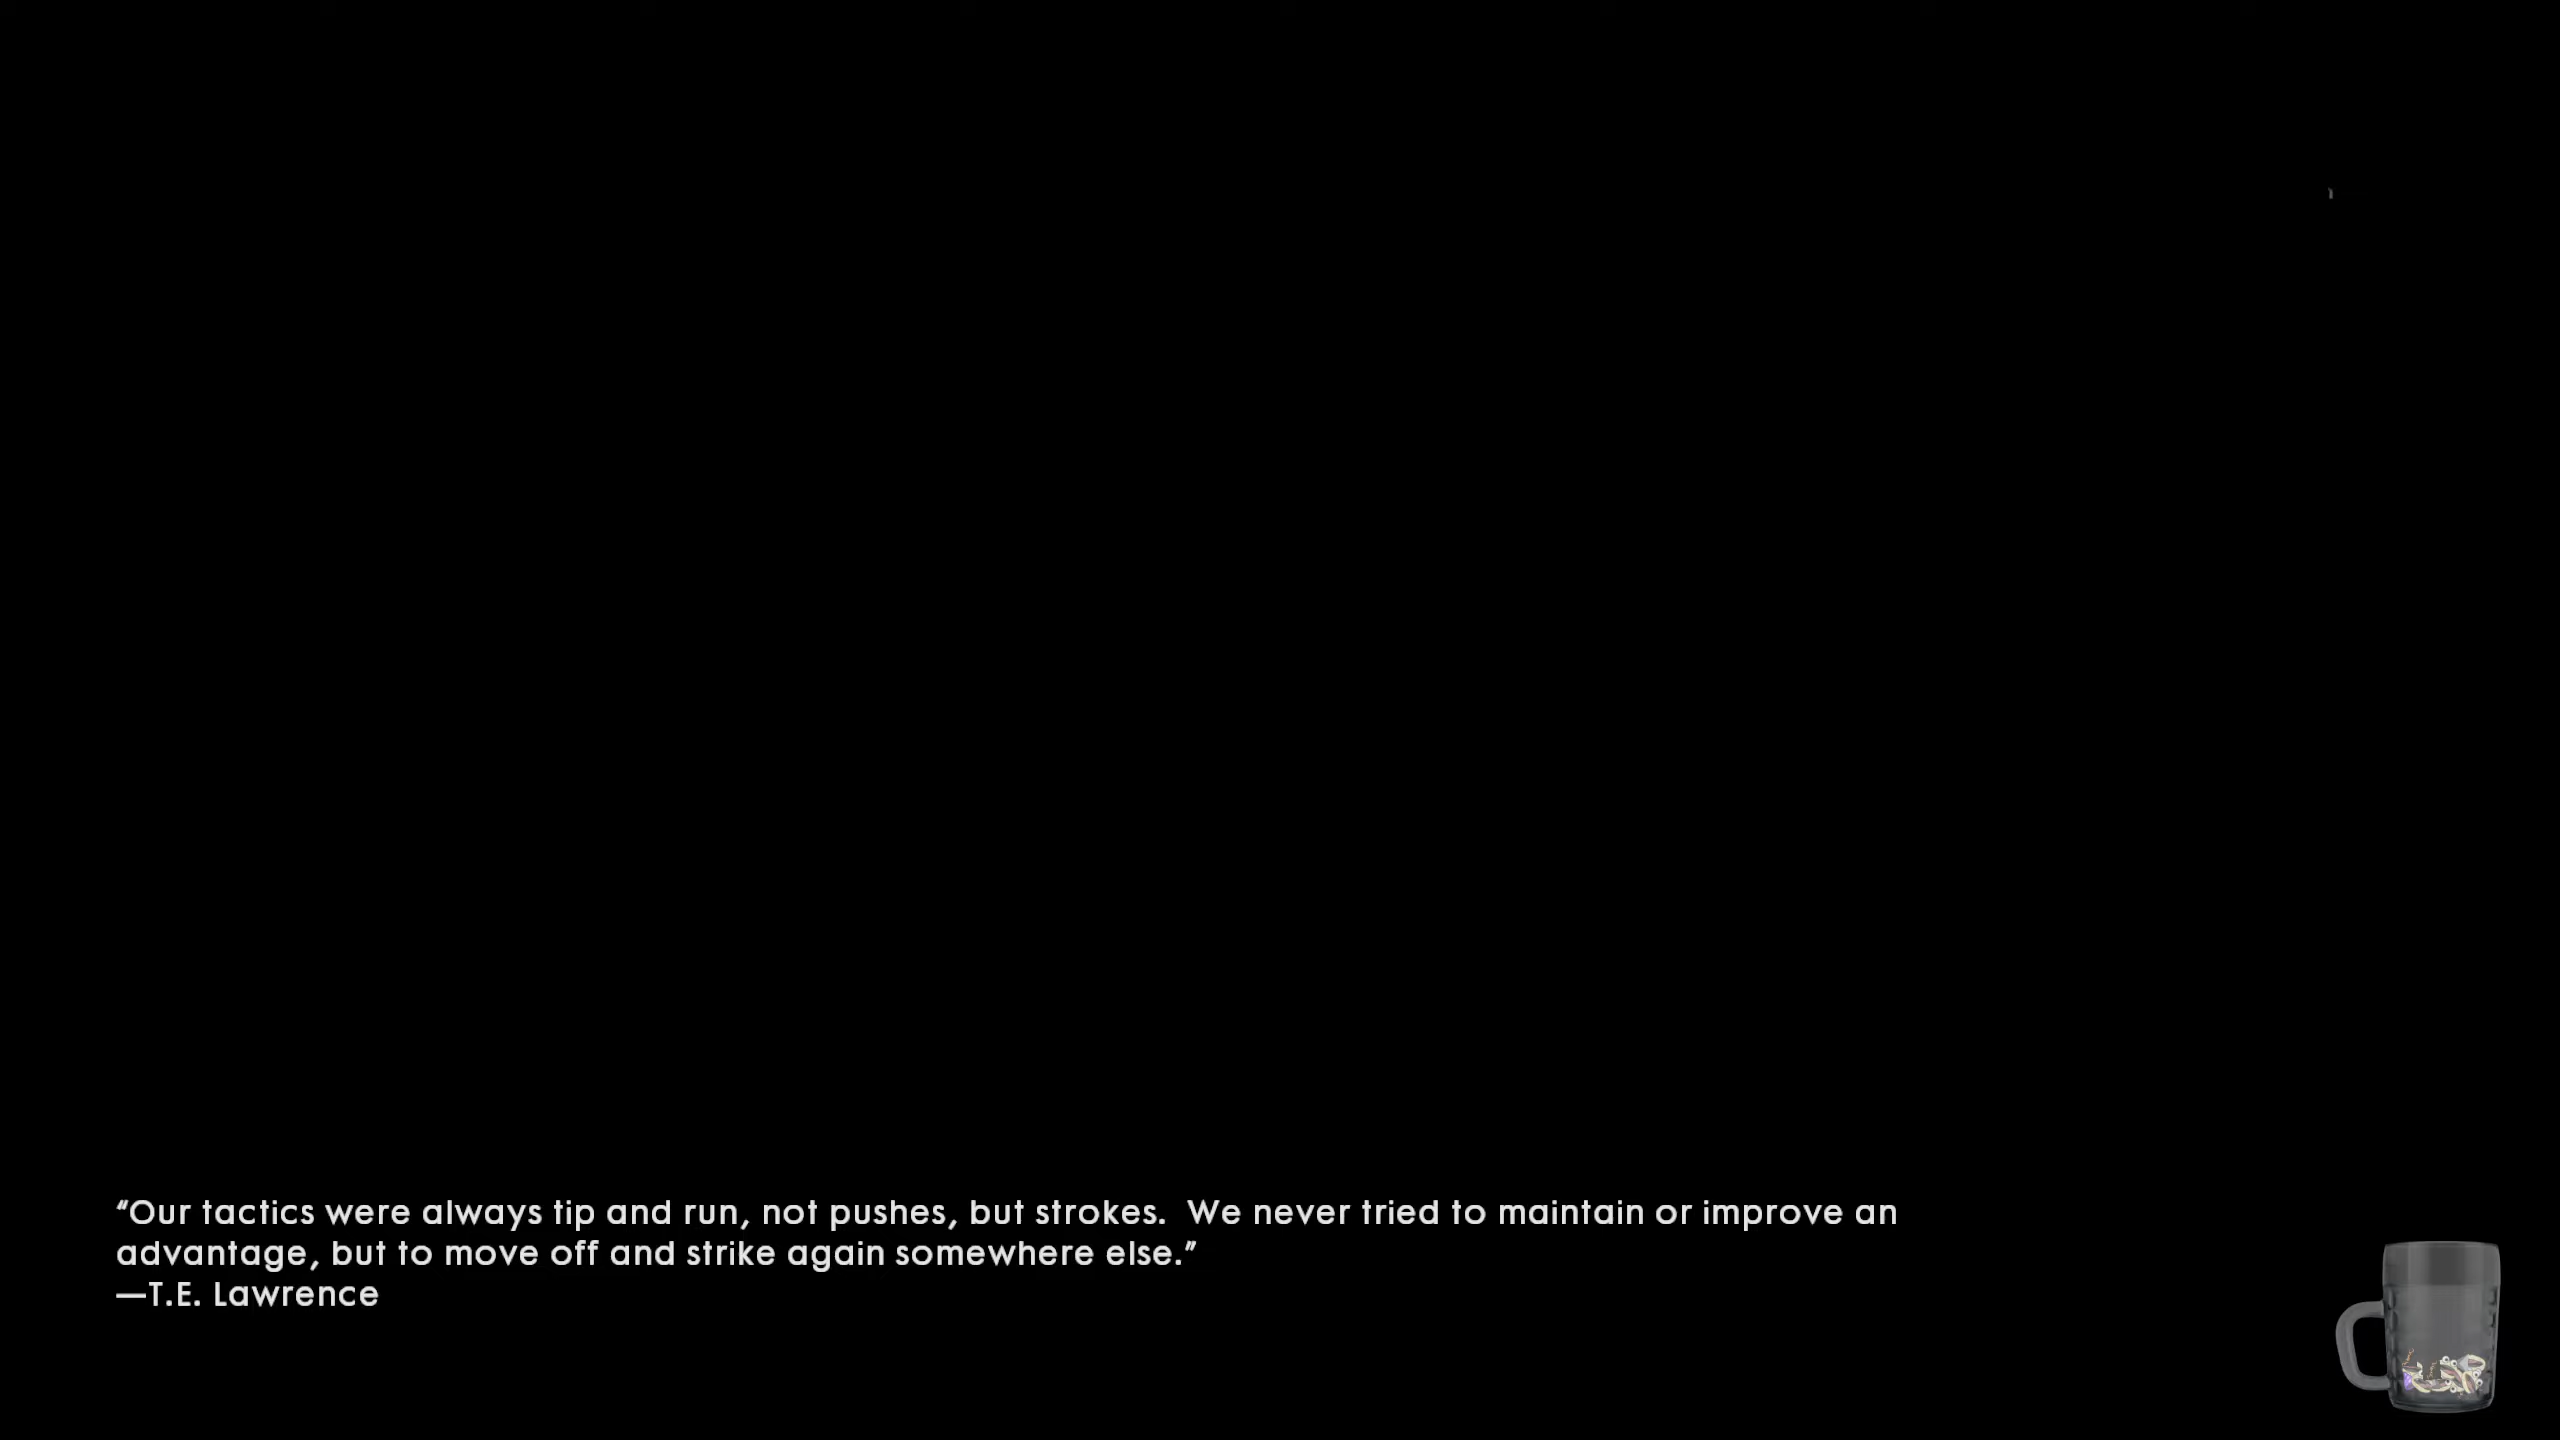 “Our tactics were always tip and run, not pushes, but strokes.  We never tried to maintain or improve an
advantage, but to move off and strike again somewhere else.”
—T.E. Lawrence